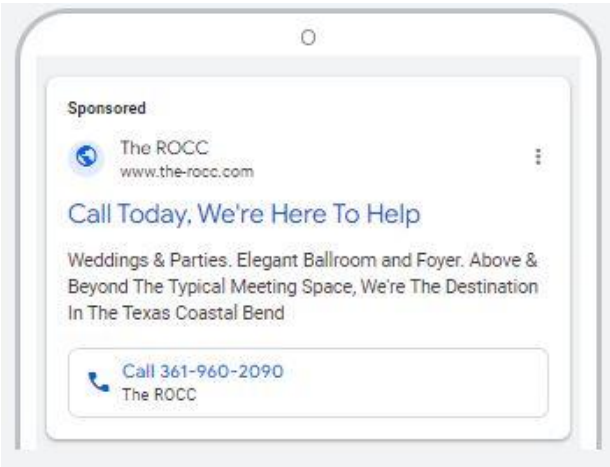 Sponsored
The ROCC
www.the-rocc.com
Call Today, We're Here To Help
Weddings & Parties. Elegant Ballroom and Foyer. Above &
Beyond The Typical Meeting Space, We're The Destination
In The Texas Coastal Bend
Call 361-960-2090
The ROCC